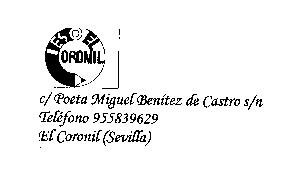 IES EL
CORONIL
c/ Poeta Miguel Benítez de Castro s/n
Teléfono 955839629
El Coronil (Sevilla)